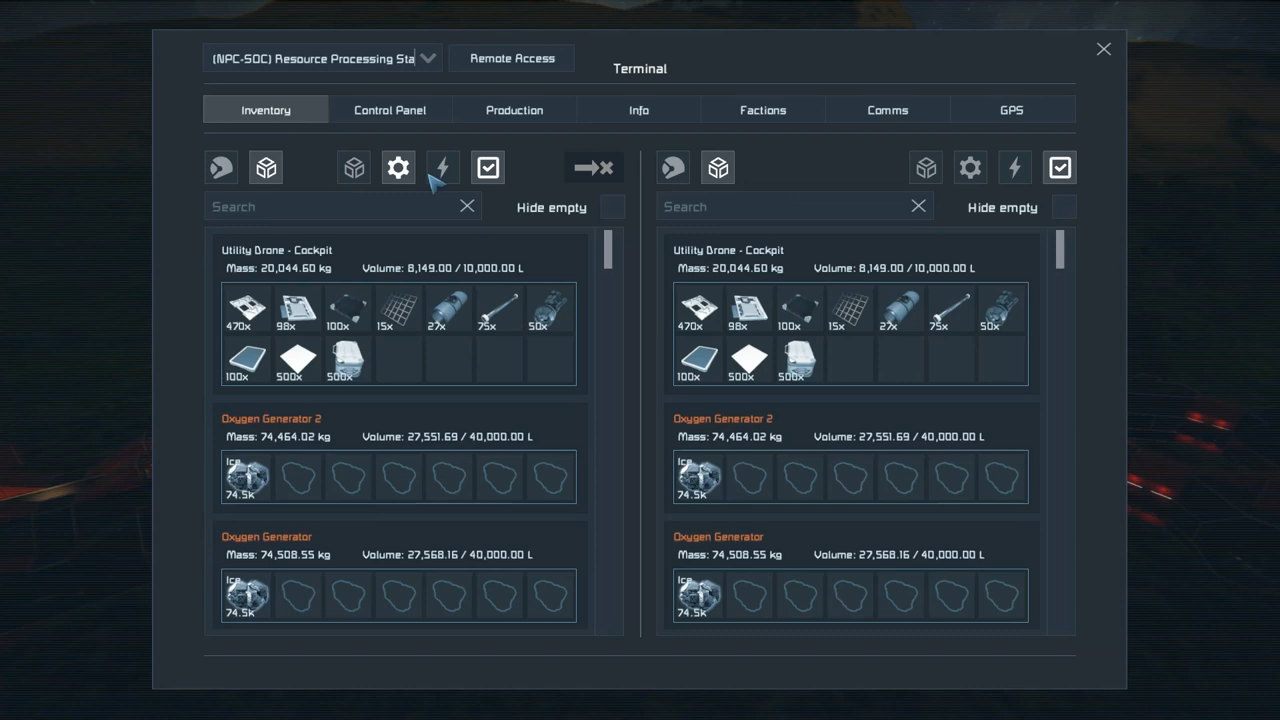 (NPC-SOC) Resource Processing Sta
Remote Access
Terminal
Inventory
Control Panel
Production
Info
Factions
Comms
GPS
Search
Hide empty
Search
Hide empty
Utility Drone - Cockpit
Mass: 20,044.60 kg Volume: 8,149.00 / 10,000.00 L
470x 98x 100x 15x 27x 75x 50x
100x 500x 500x
Oxygen Generator 2
Mass: 74,464.02 kg Volume: 27,551.69 / 40,000.00 L
Ice
74.5k
Oxygen Generator
Mass: 74,508.55 kg Volume: 27,568.16 / 40,000.00 L
Ice
74.5k
Utility Drone - Cockpit
Mass: 20,044.60 kg Volume: 8,149.00 / 10,000.00 L
470x 98x 100x 15x 27x 75x 50x
100x 500x 500x
Oxygen Generator 2
Mass: 74,464.02 kg Volume: 27,551.69 / 40,000.00 L
Ice
74.5k
Oxygen Generator
Mass: 74,508.55 kg Volume: 27,568.16 / 40,000.00 L
Ice
74.5k